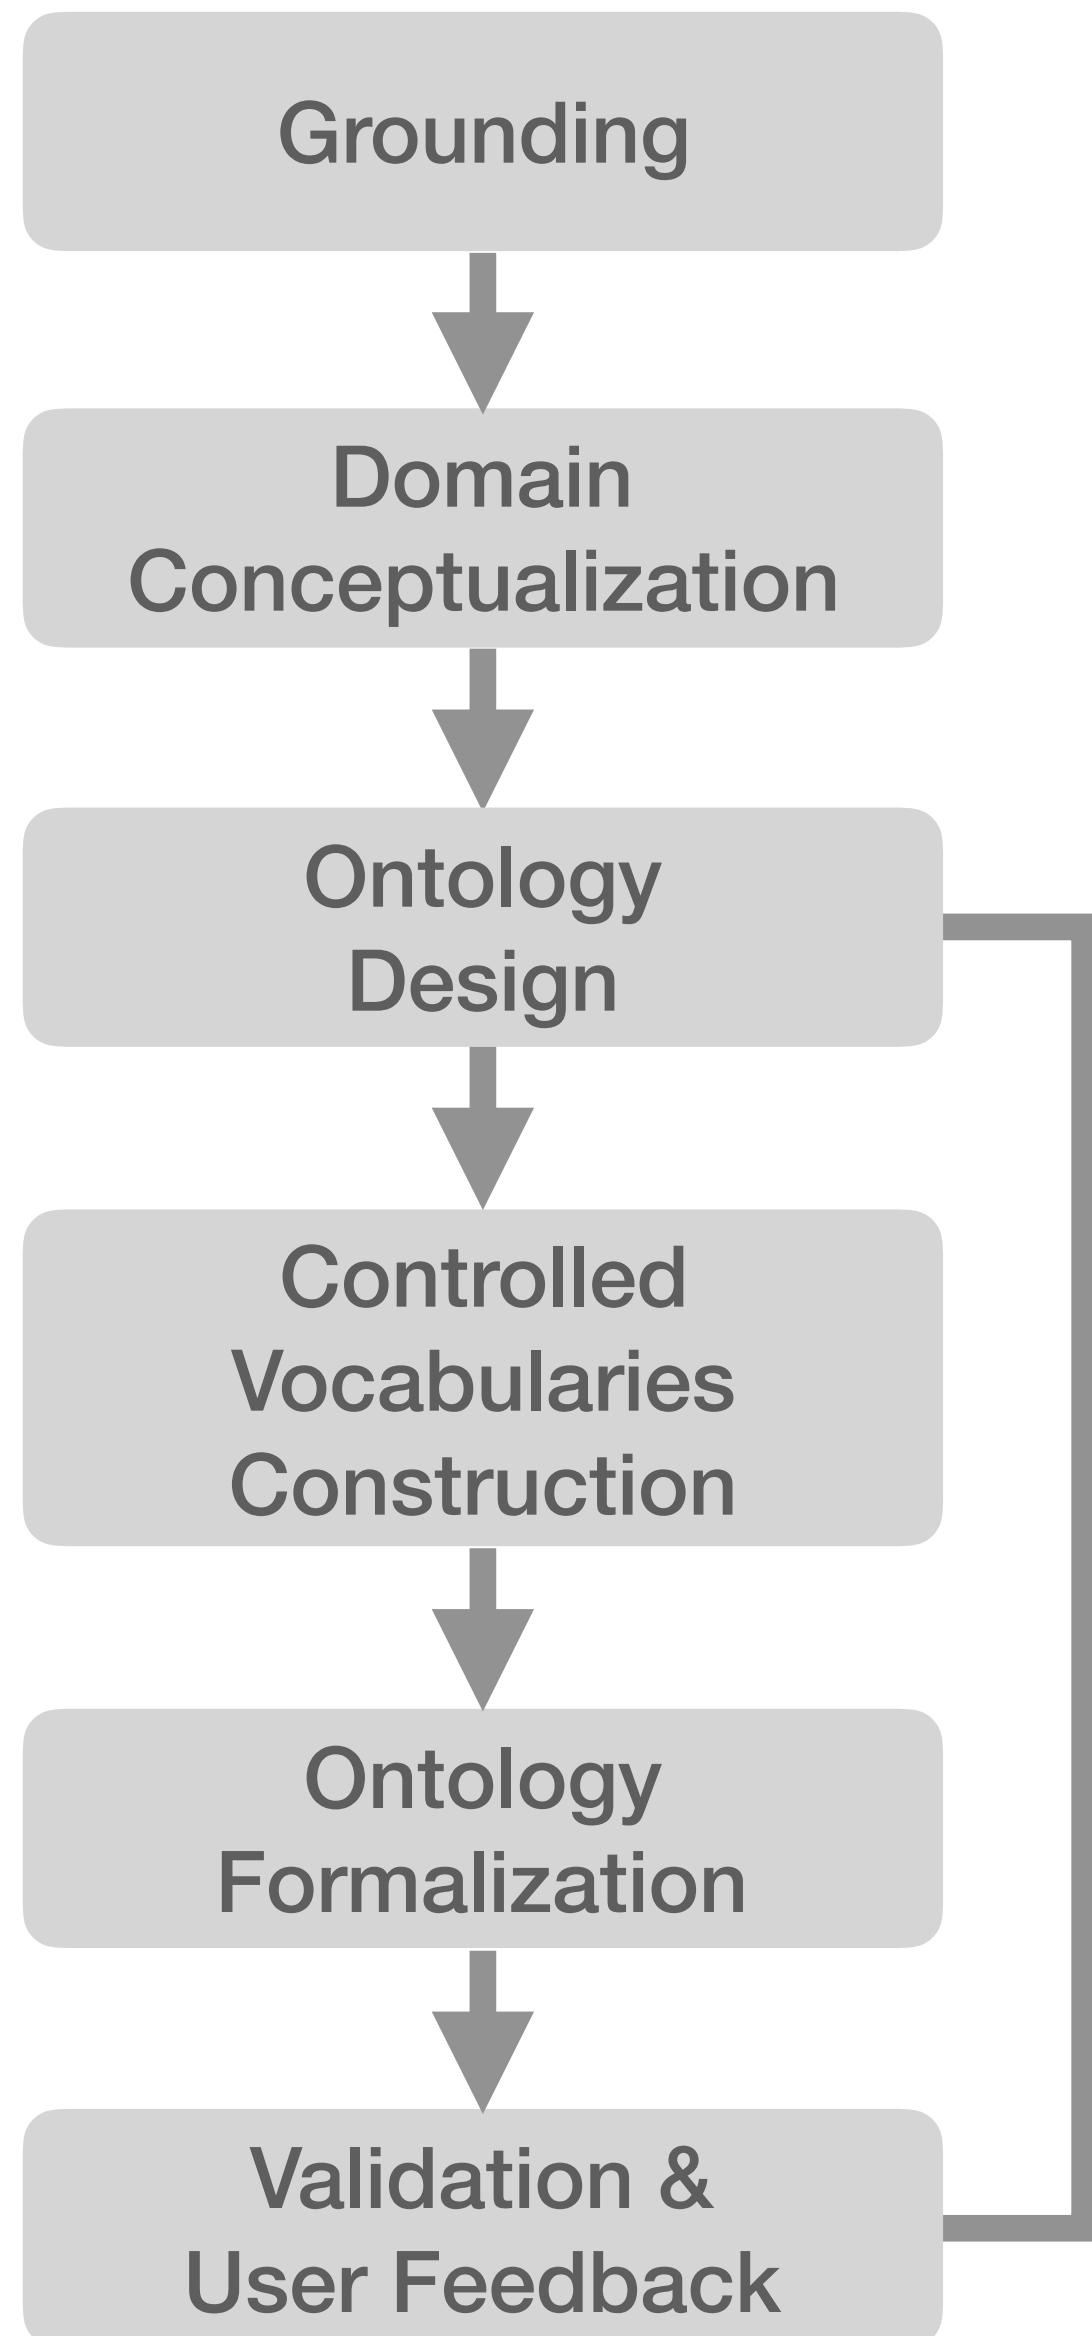 Grounding
Domain
Conceptualization
Ontology
Design
Controlled
Vocabularies
Construction
Ontology
Formalization
Validation &
User Feedback